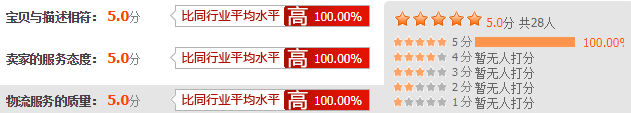 宝贝与描述相符： 5.0分 比同行业平均水平 高 100.00%
卖家的服务态度： 5.0分 比同行业平均水平 高 100.00%
物流服务的质量： 5.0分 比同行业平均水平 高 100.00%
5.0分 共28人
5分 100.00%
4分 暂无人打分
3分 暂无人打分
2分 暂无人打分
1分 暂无人打分